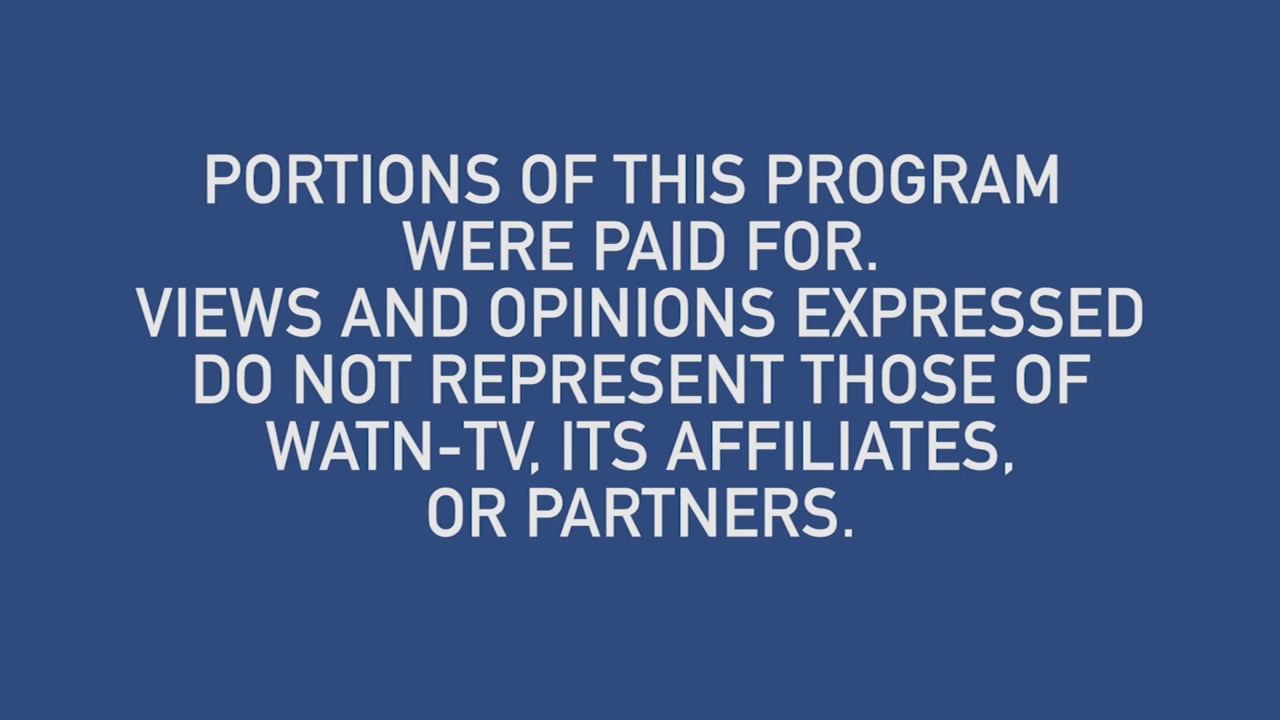 PORTIONS OF THIS PROGRAM
WERE PAID FOR.
VIEWS AND OPINIONS EXPRESSED
DO NOT REPRESENT THOSE OF
WATN-TV, ITS AFFILIATES,
OR PARTNERS.